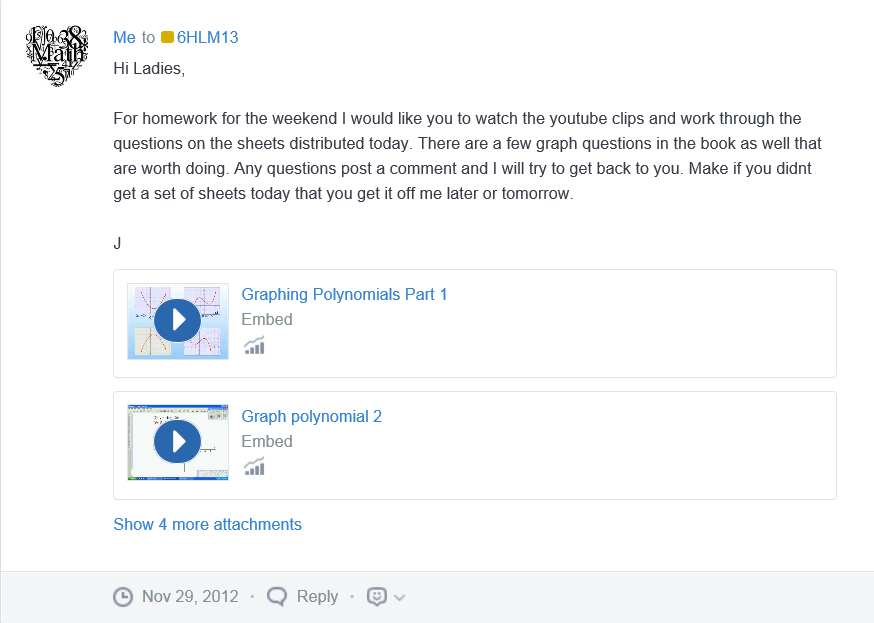 Math
Me to 6HLM13
Hi Ladies,
For homework for the weekend I would like you to watch the youtube clips and work through the
questions on the sheets distributed today. There are a few graph questions in the book as well that
are worth doing. Any questions post a comment and I will try to get back to you. Make if you didnt
get a set of sheets today that you get it off me later or tomorrow.
J
Graphing Polynomials Part 1
Embed
Graph polynomial 2
Embed
Show 4 more attachments
Nov 29, 2012 · Reply ·